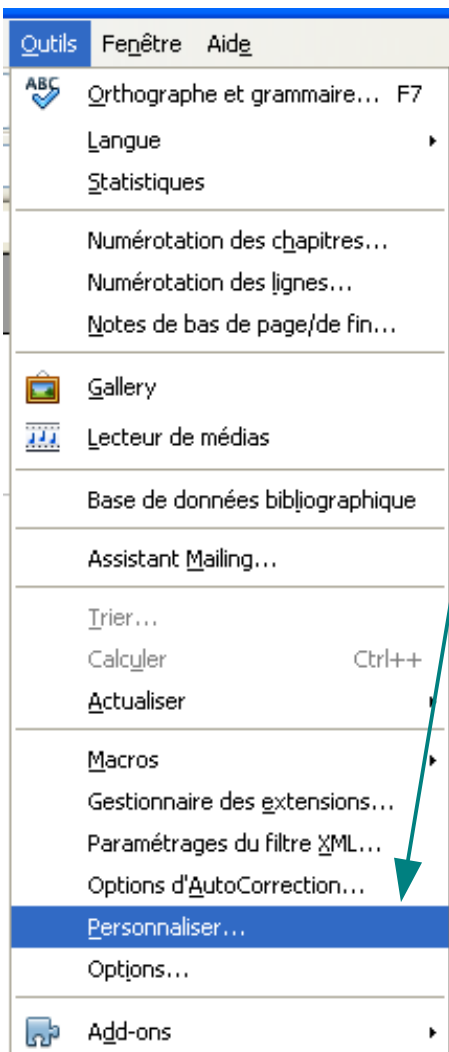 Outils Fenêtre Aide
ABC Orthographe et grammaire... F7
Langue
Statistiques
Numérotation des chapitres...
Numérotation des lignes...
Notes de bas de page/de fin...
Gallery
Lecteur de médias
Base de données bibliographique
Assistant Mailing...
Trier...
Calculer Ctrl++
Actualiser
Macros
Gestionnaire des extensions...
Paramétrages du filtre XML...
Options d'AutoCorrection...
Personnaliser...
Options...
Add-ons